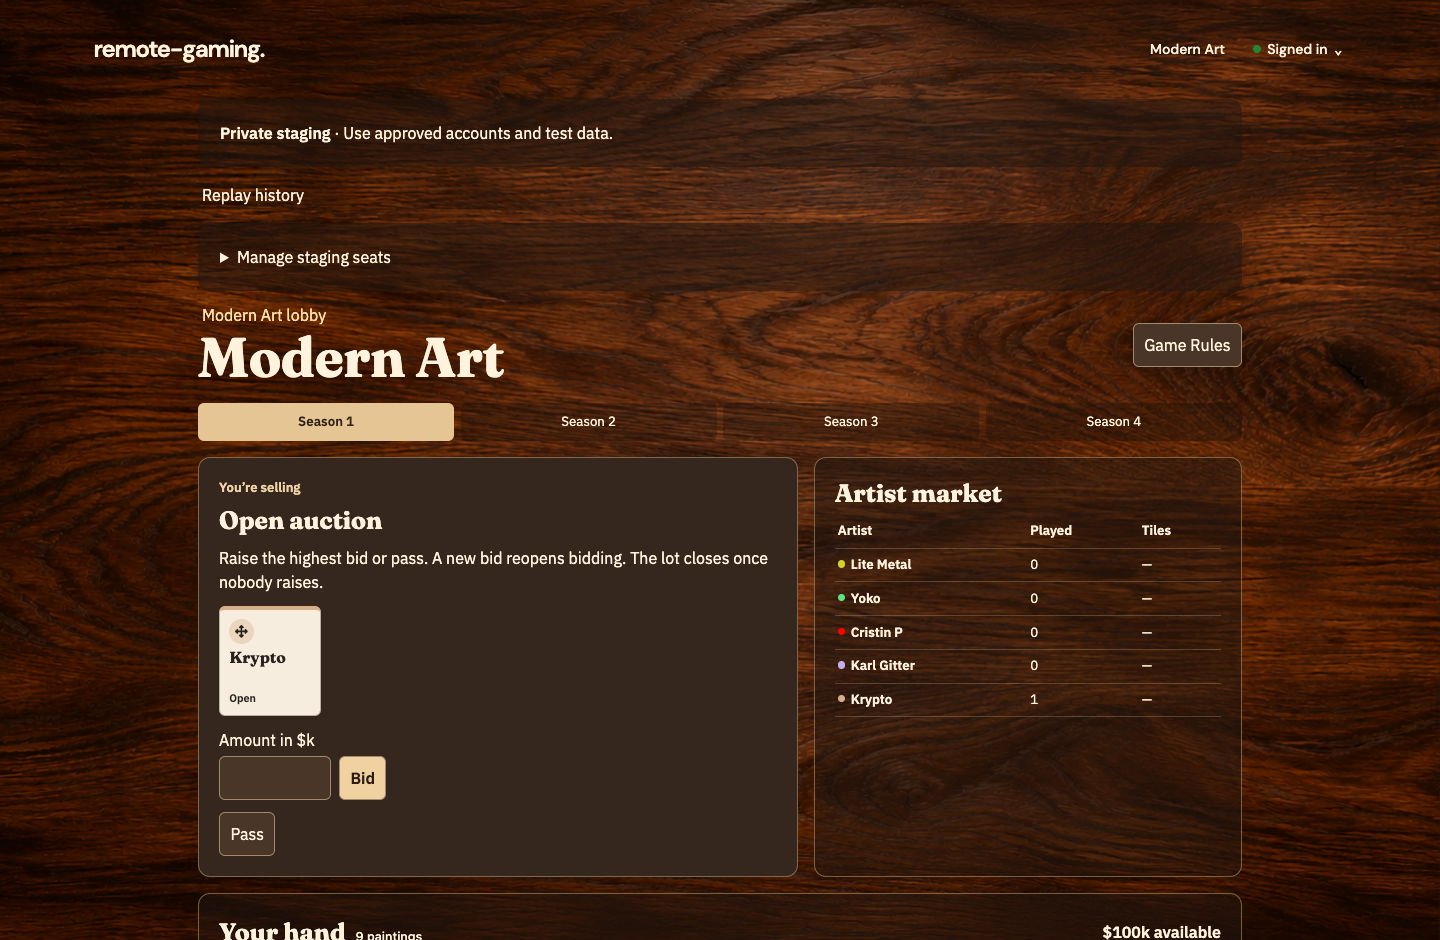 remote-gaming.
Modern Art
Signed in
Private staging · Use approved accounts and test data.
Replay history
Manage staging seats
Modern Art lobby
Modern Art
Game Rules
Season 1
Season 2
Season 3
Season 4
You're selling
Open auction
Raise the highest bid or pass. A new bid reopens bidding. The lot closes once
nobody raises.
Krypto
Open
Amount in $k
Bid
Pass
Artist market
Artist Played Tiles
Lite Metal 0 —
Yoko 0 —
Cristin P 0 —
Karl Gitter 0 —
Krypto 1 —
Your hand 9 paintings
$100k available